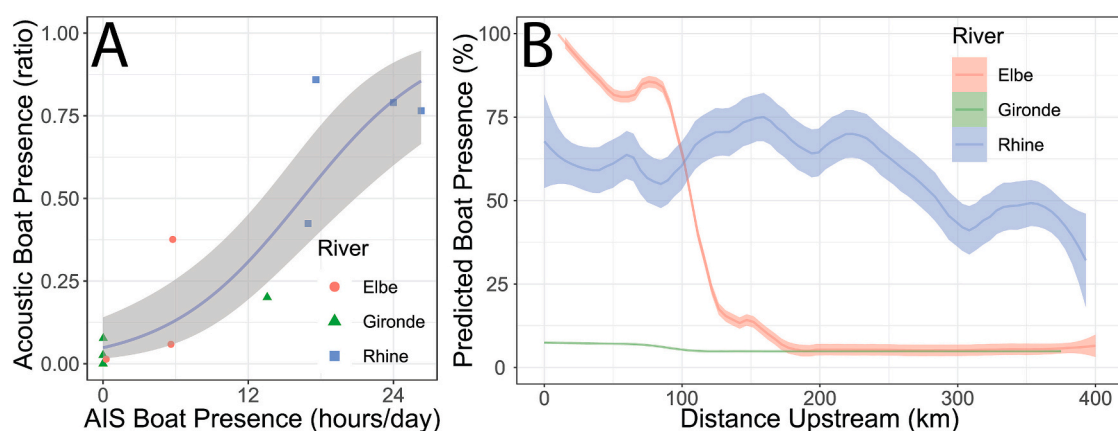 A
Acoustic Boat Presence (ratio)
1.00
0.75
0.50
0.25
0.00
0
12
24
AIS Boat Presence (hours/day)
River
Elbe
Gironde
Rhine
B
Predicted Boat Presence (%)
100
75
50
25
0
0
100
200
300
400
Distance Upstream (km)
River
Elbe
Gironde
Rhine